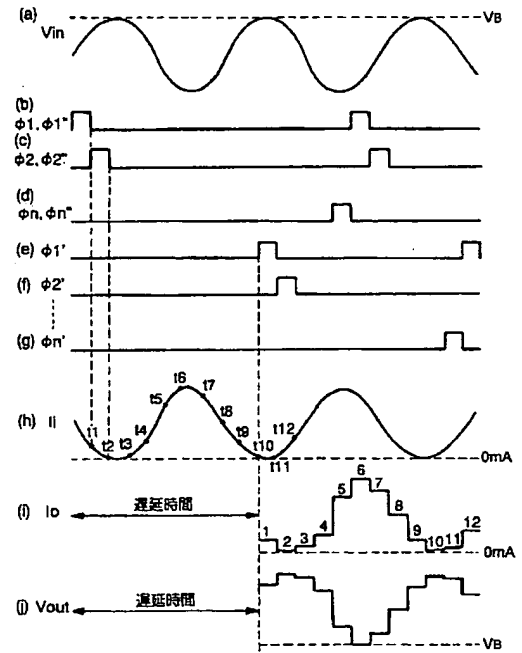 (a)
Vin
VB
(b)
φ1, φ1"
(c)
φ2, φ2"
(d)
φn, φn"
(e) φ1'
(f) φ2'
(g) φn'
(h) Ii
t1
t2
t3
t4
t5
t6
t7
t8
t9
t10
t11
t12
0mA
(i) Io
遅延時間
1
2
3
4
5
6
7
8
9
10
11
12
0mA
(j) Vout
遅延時間
VB